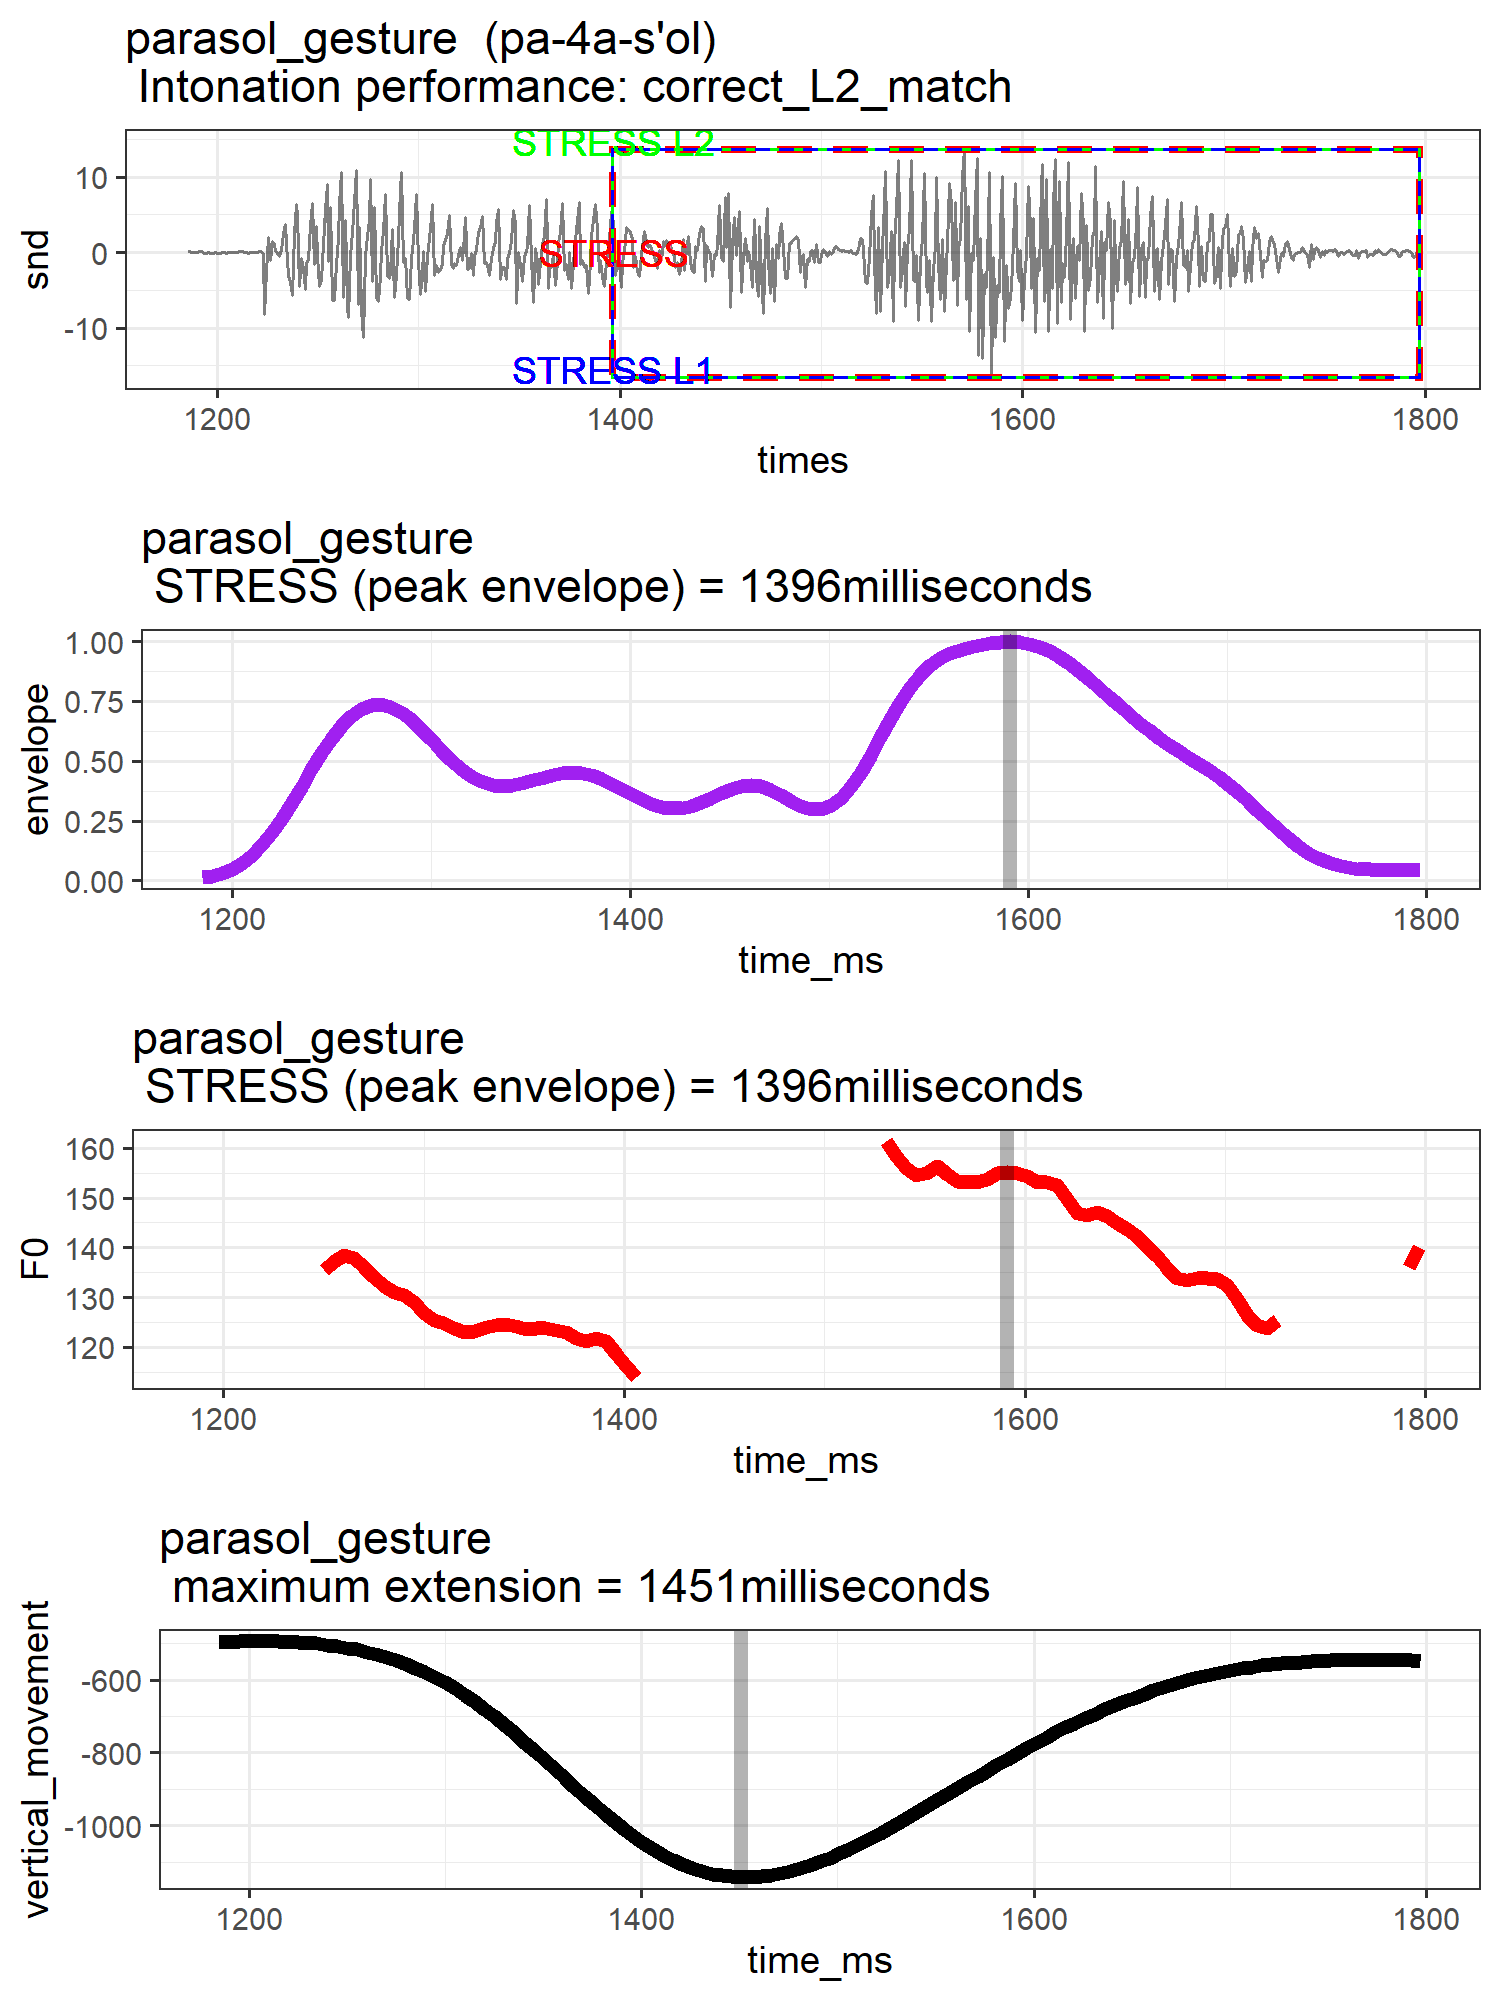 parasol_gesture  (pa-4a-s'ol)
Intonation performance: correct_L2_match
STRESS L2
STRESS
STRESS L1
snd
10
0
-10
1200 1400 1600 1800
times
parasol_gesture
STRESS (peak envelope) = 1396milliseconds
envelope
1.00
0.75
0.50
0.25
0.00
1200 1400 1600 1800
time_ms
parasol_gesture
STRESS (peak envelope) = 1396milliseconds
F0
160
150
140
130
120
1200 1400 1600 1800
time_ms
parasol_gesture
maximum extension = 1451milliseconds
vertical_movement
-600
-800
-1000
1200 1400 1600 1800
time_ms